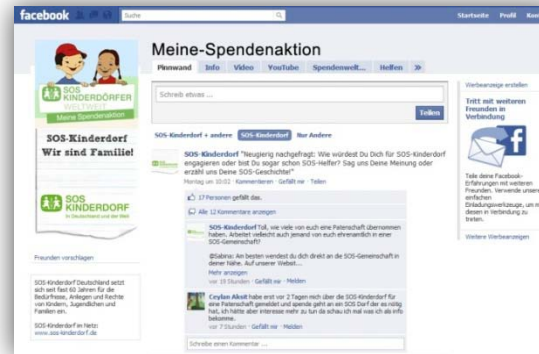 facebook
Suche
Startseite Profil
SOS
KINDERDÖRFER
WELTWEIT
Meine Spendenaktion
SOS-Kinderdorf
Wir sind Familie!
SOS
KINDERDORF
in Deutschland und der Welt
Freunden vorschlagen
SOS-Kinderdorf Deutschland setzt
sich seit fast 60 Jahren für die
Bedürfnisse, Anliegen und Rechte
von Kindern, Jugendlichen und
Familien ein.
SOS-Kinderdorf im Netz:
www.sos-kinderdorf.de
Meine-Spendenaktion
Pinnwand Info Video YouTube Spendenwelt... Helfen »
Schreib etwas ...
Teilen
SOS-Kinderdorf + andere SOS-Kinderdorf Nur Andere
SOS-Kinderdorf "Neugierig nachgefragt: Wie würdest Du Dich für SOS-Kinderdorf
engagieren oder bist Du sogar schon SOS-Helfer? Sag uns Deine Meinung oder
erzähl uns Deine SOS-Geschichte!"
Montag um 10:02 · Kommentieren · Gefällt mir · Teilen
17 Personen gefällt das.
Alle 12 Kommentare anzeigen
SOS-Kinderdorf Toll, wie viele von euch eine Patenschaft übernommen
haben. Arbeitet vielleicht auch jemand von euch ehrenamtlich in einer
SOS-Gemeinschaft?
@Sabina: Am besten wendest du dich direkt an die SOS-Gemeinschaft in
deiner Nähe. Auf unserer Websit...
Mehr anzeigen
vor 19 Stunden · Gefällt mir · Melden
Ceylan Aksit habe erst vor 2 Tagen mich über die SOS-Kinderdorf für
eine Patenschaft gemeldet und spende geht an ein SOS Dorf der es nötig
hat, ich hätte aber interesse mehr zu tun da schau ich mal was ich als info
bekomme.
vor 7 Stunden · Gefällt mir · Melden
Schreibe einen Kommentar ...
Werbeanzeige erstellen
Tritt mit weiteren
Freunden in
Verbindung
Teile deine Facebook-
Erfahrungen mit weiteren
Freunden. Verwende unsere
einfachen
Einladungswerkzeuge, um
diesen in Verbindung zu
treten.
Weitere Werbeanzeigen